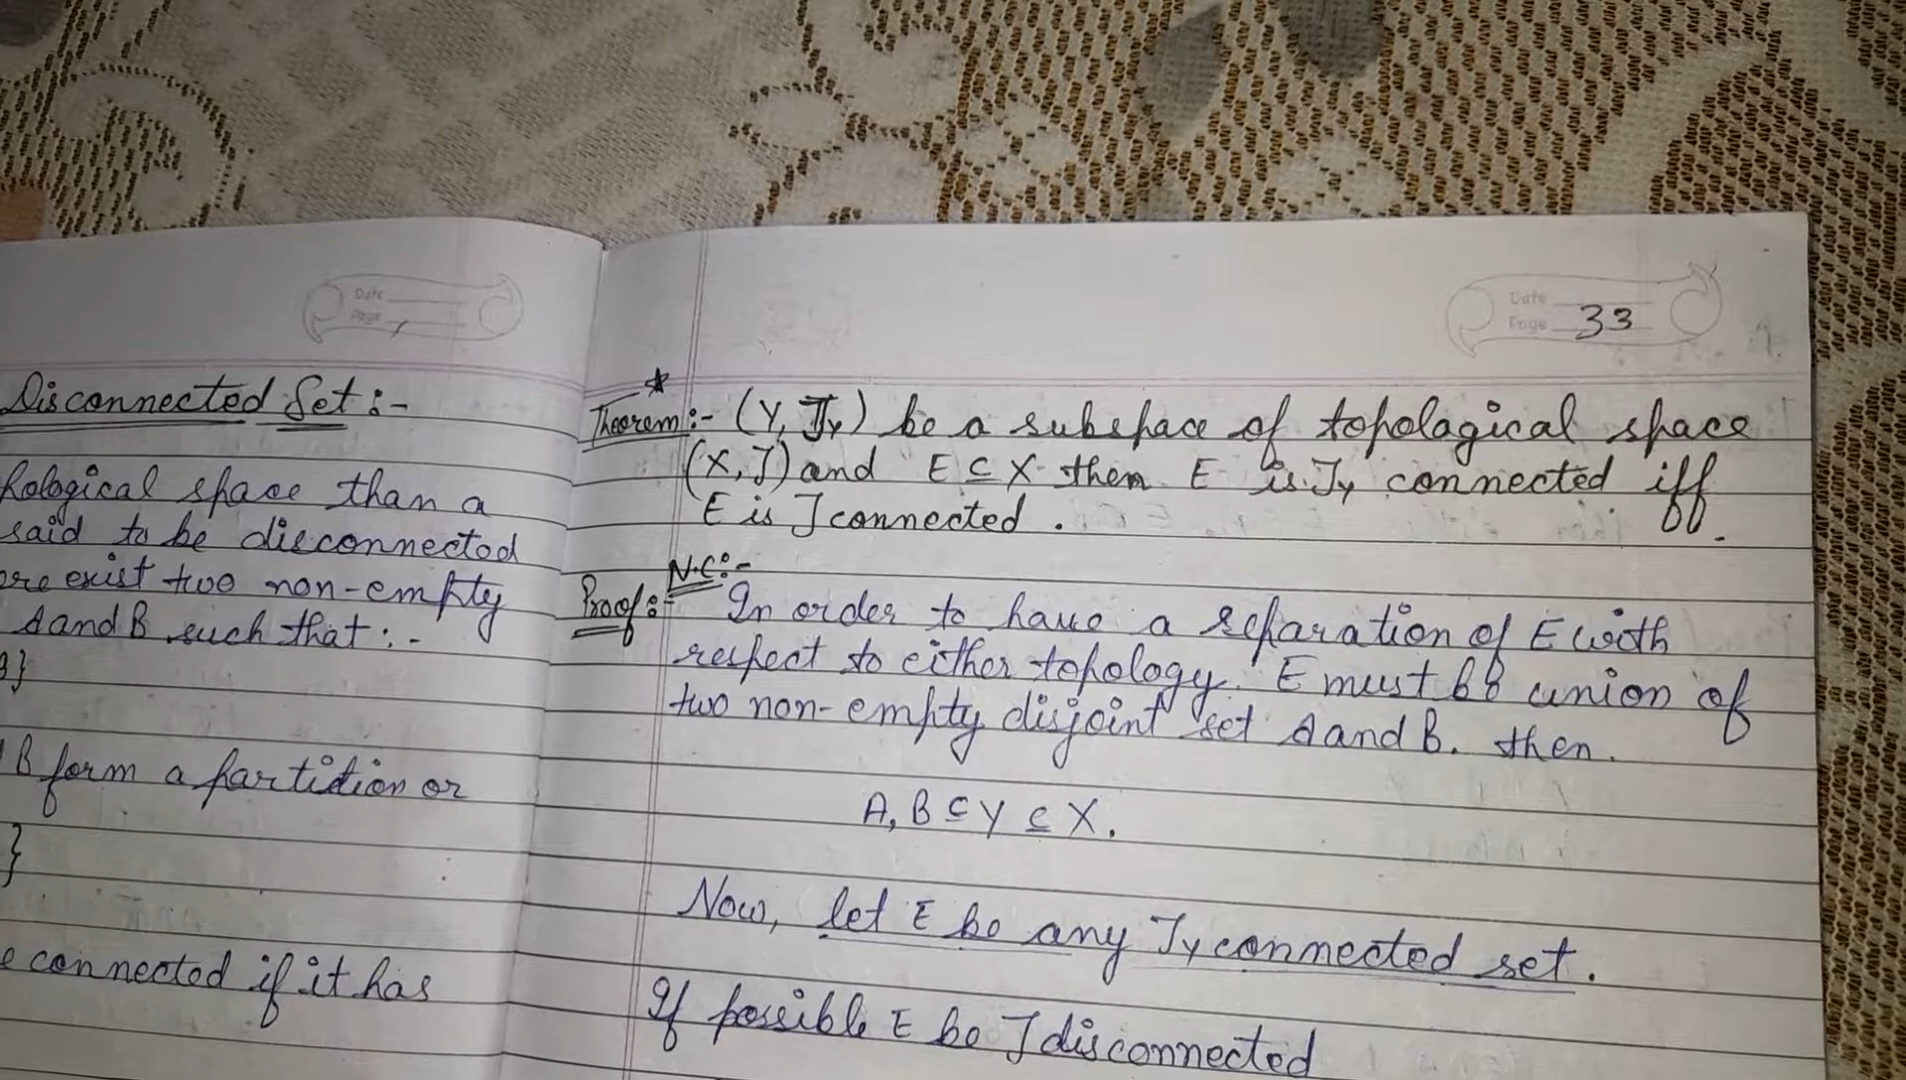 Date
Page
Disconnected Set :-
pological space than a
said to be disconnected
ere exist two non-empty
A and B such that :-
B}
B form a partition or
}
e connected if it has
Date
Page 33
*
Theorem :- (Y, J_Y) be a subspace of topological space
(X, J) and E ⊆ X then E is J_Y connected iff
E is J connected .
N.C :-
Proof :- In order to have a separation of E with
respect to either topology. E must be union of
two non-empty disjoint set A and B. then.
A, B ⊆ Y ⊆ X.
Now, let E be any J_Y connected set.
If possible E be J disconnected